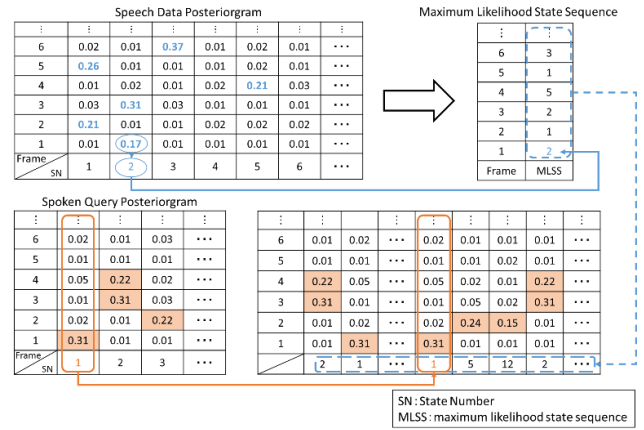 Speech Data Posteriorgram
⋮ ⋮ ⋮ ⋮ ⋮ ⋮ ⋮ ⋮
6 0.02 0.01 0.37 0.01 0.02 0.01 ···
5 0.26 0.01 0.01 0.01 0.01 0.01 ···
4 0.01 0.02 0.01 0.02 0.21 0.03 ···
3 0.03 0.31 0.03 0.01 0.01 0.01 ···
2 0.21 0.01 0.01 0.02 0.02 0.02 ···
1 0.01 0.17 0.01 0.01 0.01 0.01 ···
Frame SN 1 2 3 4 5 6 ···
Maximum Likelihood State Sequence
⋮ ⋮
6 3
5 1
4 5
3 2
2 1
1 2
Frame MLSS
Spoken Query Posteriorgram
⋮ ⋮ ⋮ ⋮ ⋮
6 0.02 0.01 0.03 ···
5 0.01 0.01 0.01 ···
4 0.05 0.22 0.02 ···
3 0.01 0.31 0.03 ···
2 0.02 0.01 0.22 ···
1 0.31 0.01 0.01 ···
Frame SN 1 2 3 ···
⋮ ⋮ ⋮ ⋮ ⋮ ⋮ ⋮ ⋮ ⋮
6 0.01 0.02 ··· 0.02 0.01 0.01 0.01 ···
5 0.01 0.01 ··· 0.01 0.01 0.01 0.01 ···
4 0.22 0.05 ··· 0.05 0.02 0.01 0.22 ···
3 0.31 0.01 ··· 0.01 0.05 0.02 0.31 ···
2 0.01 0.02 ··· 0.02 0.24 0.15 0.01 ···
1 0.01 0.31 ··· 0.31 0.01 0.01 0.01 ···
2 1 ··· 1 5 12 2 ···
SN : State Number
MLSS : maximum likelihood state sequence